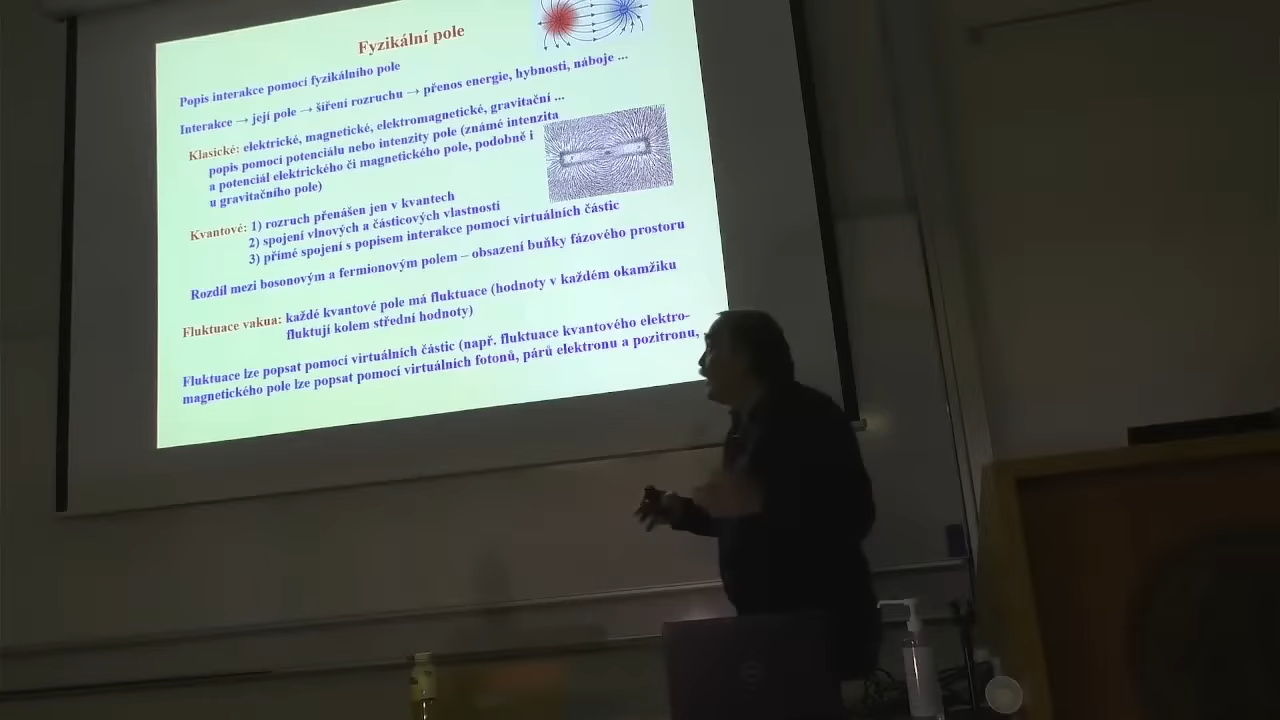 Fyzikální pole
Popis interakce pomocí fyzikálního pole
Interakce → její pole → šíření rozruchu → přenos energie, hybnosti, náboje ...
Klasické: elektrické, magnetické, elektromagnetické, gravitační ...
popis pomocí potenciálu nebo intenzity pole (známé intenzita
a potenciál elektrického či magnetického pole, podobně i
u gravitačního pole)
Kvantové: 1) rozruch přenášen jen v kvantech
2) spojení vlnových a částicových vlastností
3) přímé spojení s popisem interakce pomocí virtuálních částic
Rozdíl mezi bosonovým a fermionovým polem – obsazení buňky fázového prostoru
Fluktuace vakua: každé kvantové pole má fluktuace (hodnoty v každém okamžiku
fluktují kolem střední hodnoty)
Fluktuace lze popsat pomocí virtuálních částic (např. fluktuace kvantového elektro-
magnetického pole lze popsat pomocí virtuálních fotonů, párů elektronu a pozitronu,